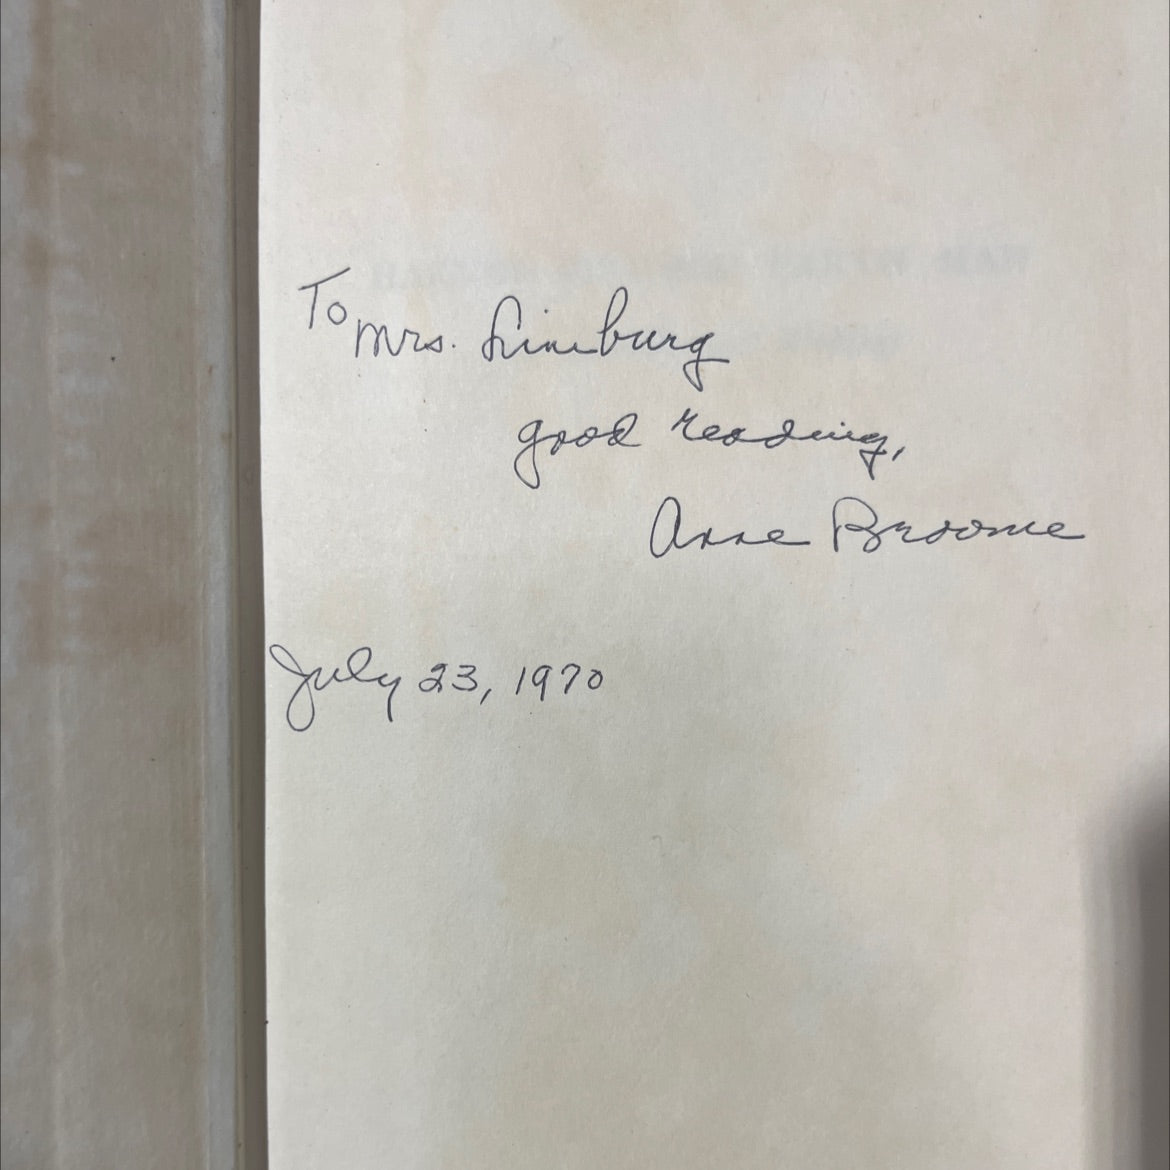 To
Mrs. Limburg
good reading,
Anne Broome
July 23, 1970